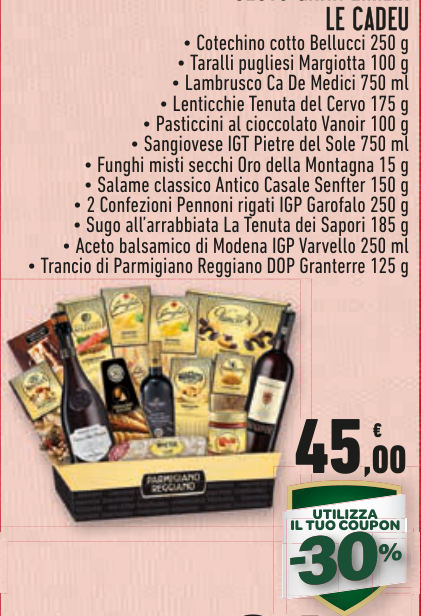 LE CADEU
• Cotechino cotto Bellucci 250 g
• Taralli pugliesi Margiotta 100 g
• Lambrusco Ca De Medici 750 ml
• Lenticchie Tenuta del Cervo 175 g
• Pasticcini al cioccolato Vanoir 100 g
• Sangiovese IGT Pietre del Sole 750 ml
• Funghi misti secchi Oro della Montagna 15 g
• Salame classico Antico Casale Senfter 150 g
• 2 Confezioni Pennoni rigati IGP Garofalo 250 g
• Sugo all’arrabbiata La Tenuta dei Sapori 185 g
• Aceto balsamico di Modena IGP Varvello 250 ml
• Trancio di Parmigiano Reggiano DOP Granterre 125 g
PARMIGIANO
REGGIANO
€
45,00
UTILIZZA
IL TUO COUPON
-30%